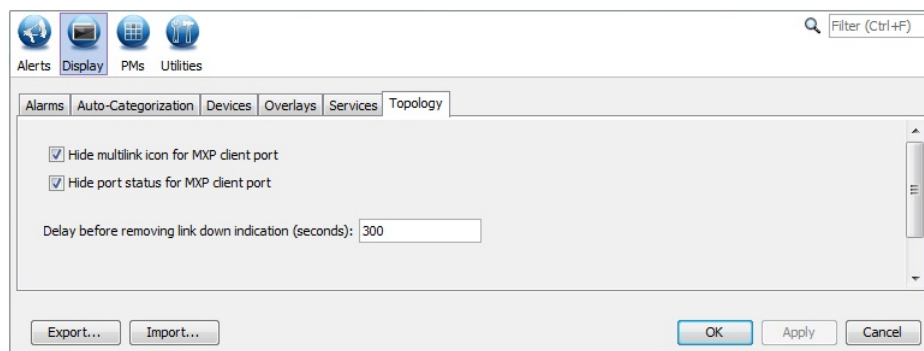 Filter (Ctrl+F)
Alerts Display PMs Utilities
Alarms Auto-Categorization Devices Overlays Services Topology
Hide multilink icon for MXP client port
Hide port status for MXP client port
Delay before removing link down indication (seconds): 300
Export... Import... OK Apply Cancel